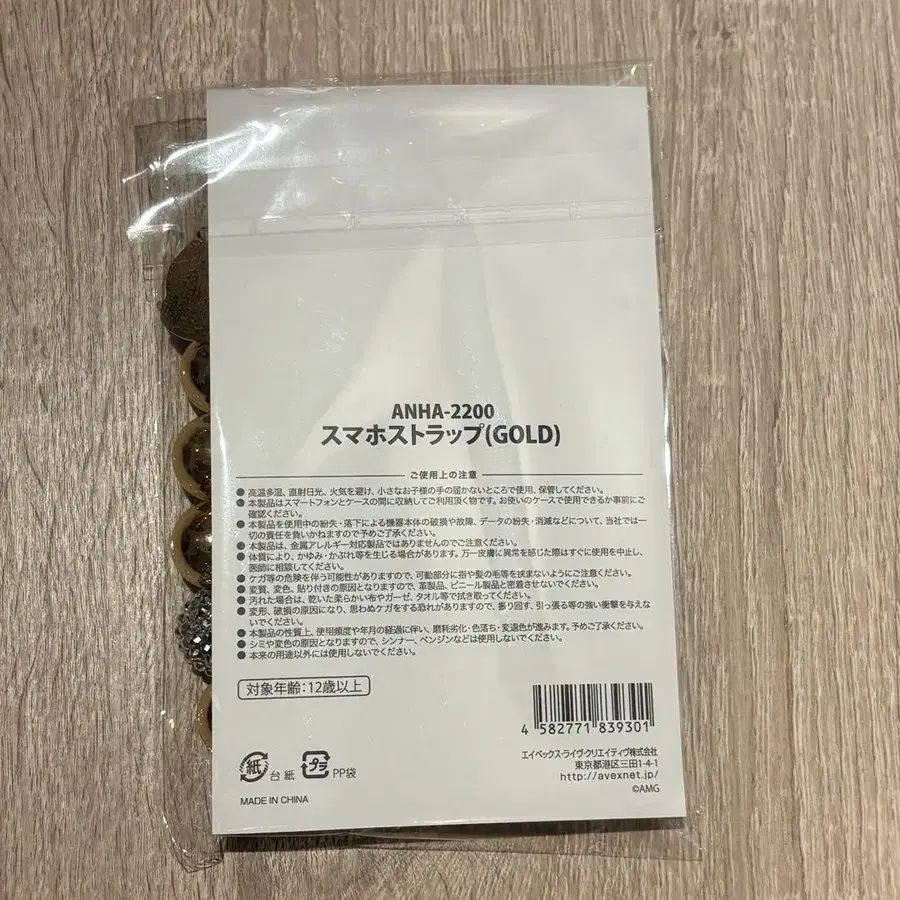 ANHA-2200
スマホストラップ(GOLD)
ご使用上の注意
● 高温多湿、直射日光、火気を避け、小さなお子様の手の届かないところで使用、保管してください。
● 本製品はスマートフォンとケースの間に収納してご利用頂く物です。お使いのケースで使用できるか事前にご
確認ください。
● 本製品を使用中の紛失・落下による機器本体の破損や故障、データの紛失・消滅などについて、当社では一
切の責任を負いかねますので予めご了承ください。
● 本製品は、金属アレルギー対応製品ではありませんのでご注意ください。
● 体質により、かゆみ・かぶれ等を生じる場合があります。万一皮膚に異常を感じた際はすぐに使用を中止し、
医師に相談してください。
● ケガ等の危険を伴う可能性がありますので、可動部分に指や髪の毛等を挟まないようにご注意ください。
● 変質、変色、貼り付きの原因となりますので、革製品、ビニール製品と密着させないでください。
● 汚れた場合は、乾いた柔らかい布やガーゼ、タオル等で拭き取ってください。
● 変形、破損の原因になり、思わぬケガをする恐れがありますので、振り回す、引っ張る等の強い衝撃を与えな
いでください。
● 本製品の性質上、使用頻度や年月の経過に伴い、磨耗劣化・色落ち・変退色が進みます。予めご了承ください。
● シミや変色の原因となりますので、シンナー、ベンジンなどは使用しないでください。
● 本来の用途以外には使用しないでください。
対象年齢:12歳以上
4 582771 839301
エイベックス・ライヴ・クリエイティヴ株式会社
東京都港区三田1-4-1
http://avexnet.jp/
©AMG
紙 台紙 プラ PP袋
MADE IN CHINA